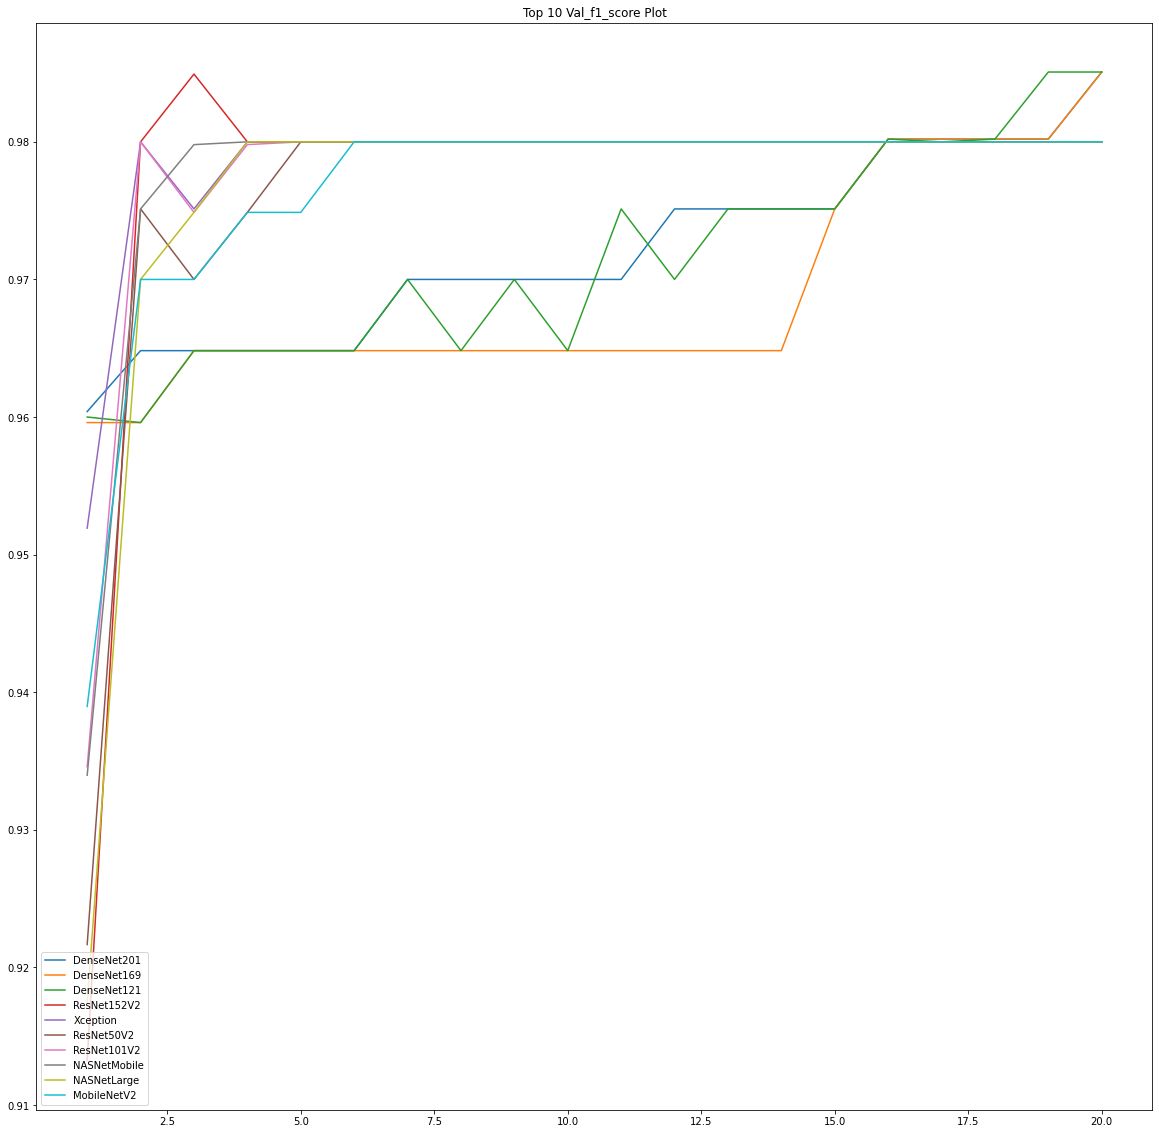 Top 10 Val_f1_score Plot
0.98
0.97
0.96
0.95
0.94
0.93
0.92
0.91
DenseNet201
DenseNet169
DenseNet121
ResNet152V2
Xception
ResNet50V2
ResNet101V2
NASNetMobile
NASNetLarge
MobileNetV2
2.5 5.0 7.5 10.0 12.5 15.0 17.5 20.0